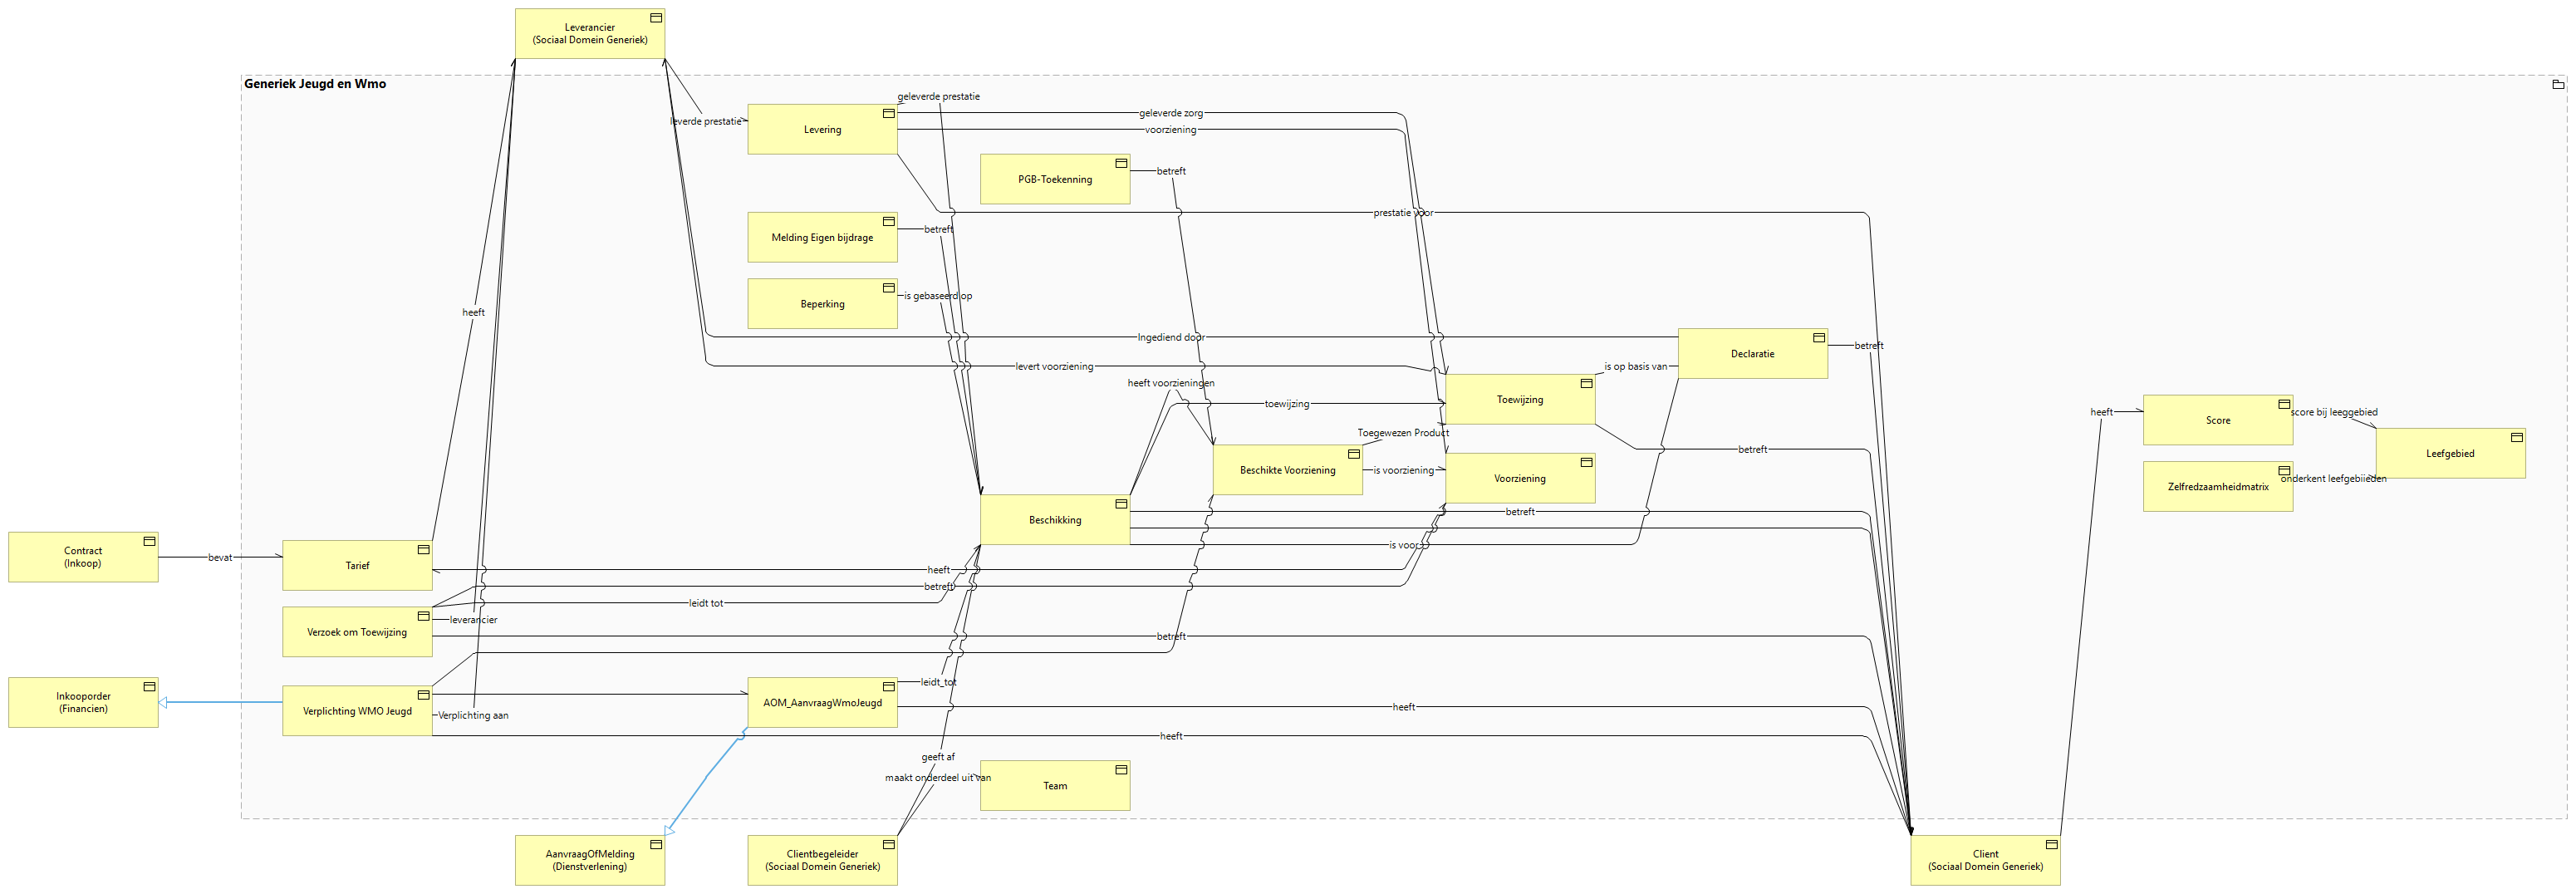 Leverancier
(Sociaal Domein Generiek)
Generiek Jeugd en Wmo
geleverde prestatie
leverde prestatie
Levering
geleverde zorg
voorziening
PGB-Toekenning
betreft
prestatie voor
Melding Eigen bijdrage
betreft
Beperking
is gebaseerd op
heeft
Ingediend door
Declaratie
betreft
levert voorziening
is op basis van
heeft voorzieningen
Toewijzing
toewijzing
heeft
Score
score bij leeggebied
Toegewezen Product
betreft
Leefgebied
Beschikte Voorziening
is voorziening
Voorziening
Zelfredzaamheidmatrix
onderkent leefgebieden
Beschikking
betreft
is voor
Contract
(Inkoop)
bevat
Tarief
heeft
betreft
leidt tot
leverancier
Verzoek om Toewijzing
betreft
leidt_tot
Inkooporder
(Financien)
Verplichting WMO Jeugd
Verplichting aan
AOM_AanvraagWmoJeugd
heeft
heeft
geeft af
maakt onderdeel uit van
Team
AanvraagOfMelding
(Dienstverlening)
Clientbegeleider
(Sociaal Domein Generiek)
Client
(Sociaal Domein Generiek)